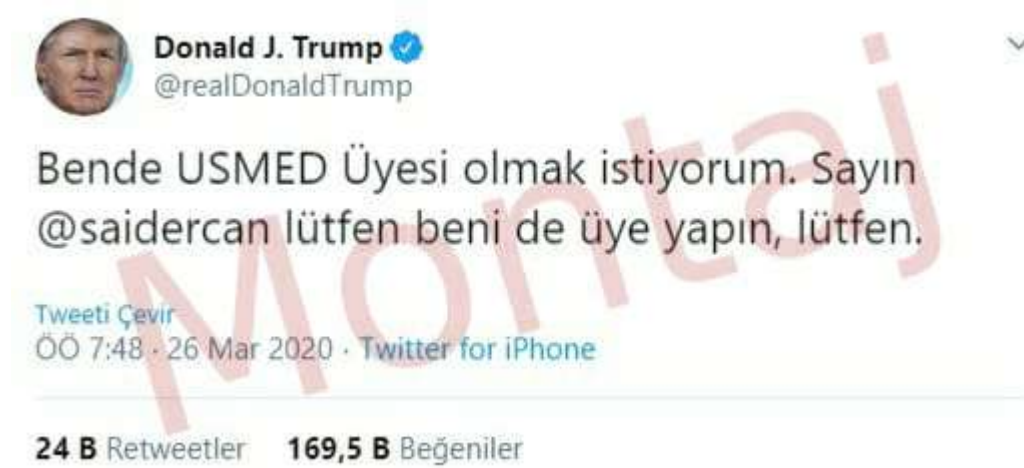 Donald J. Trump
@realDonaldTrump
Bende USMED Üyesi olmak istiyorum. Sayın
@saidercan lütfen beni de üye yapın, lütfen.
Tweeti Çevir
ÖÖ 7:48 · 26 Mar 2020 · Twitter for iPhone
24 B Retweetler 169,5 B Beğeniler
Montaj